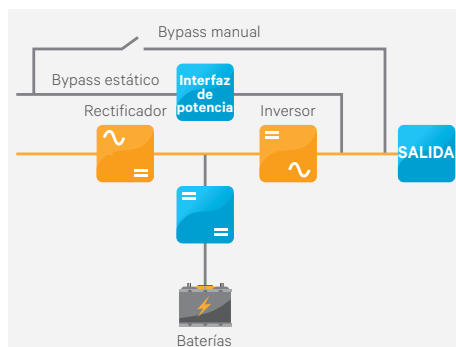 Bypass manual
Bypass estático
Interfaz
de
potencia
Rectificador
Inversor
SALIDA
Baterías